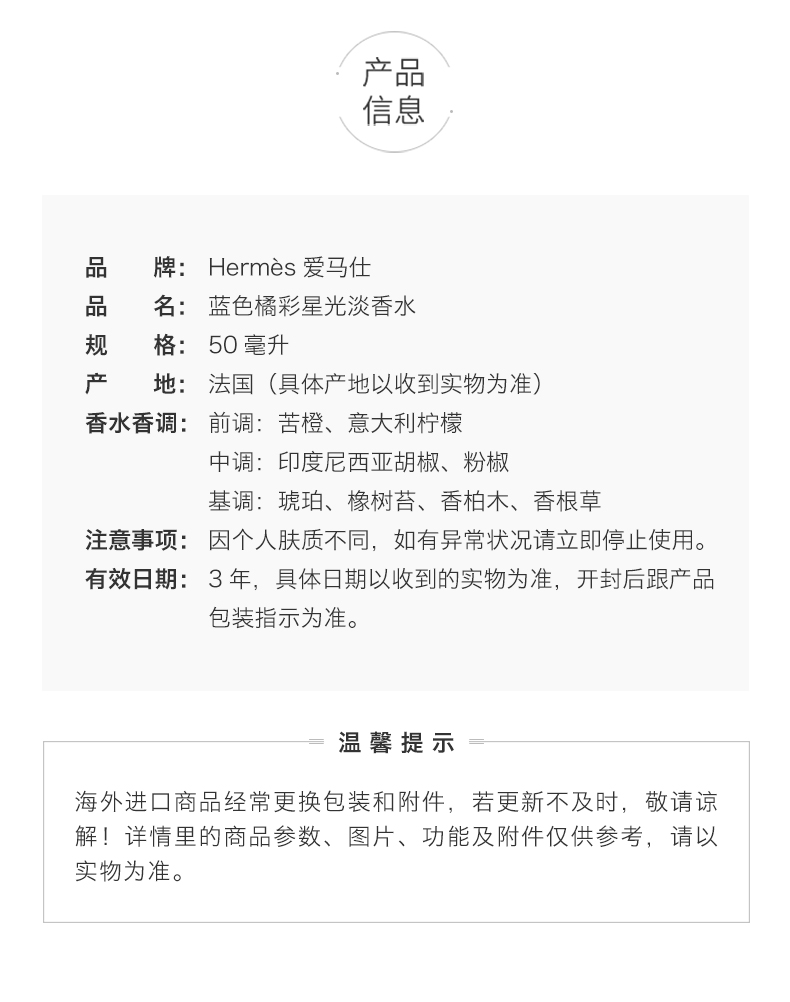 产品
信息
品 牌： Hermès 爱马仕
品 名： 蓝色橘彩星光淡香水
规 格： 50 毫升
产 地： 法国（具体产地以收到实物为准）
香水香调： 前调：苦橙、意大利柠檬
中调：印度尼西亚胡椒、粉椒
基调：琥珀、橡树苔、香柏木、香根草
注意事项： 因个人肤质不同，如有异常状况请立即停止使用。
有效日期： 3 年，具体日期以收到的实物为准，开封后跟产品
包装指示为准。
温馨提示
海外进口商品经常更换包装和附件，若更新不及时，敬请谅
解！详情里的商品参数、图片、功能及附件仅供参考，请以
实物为准。